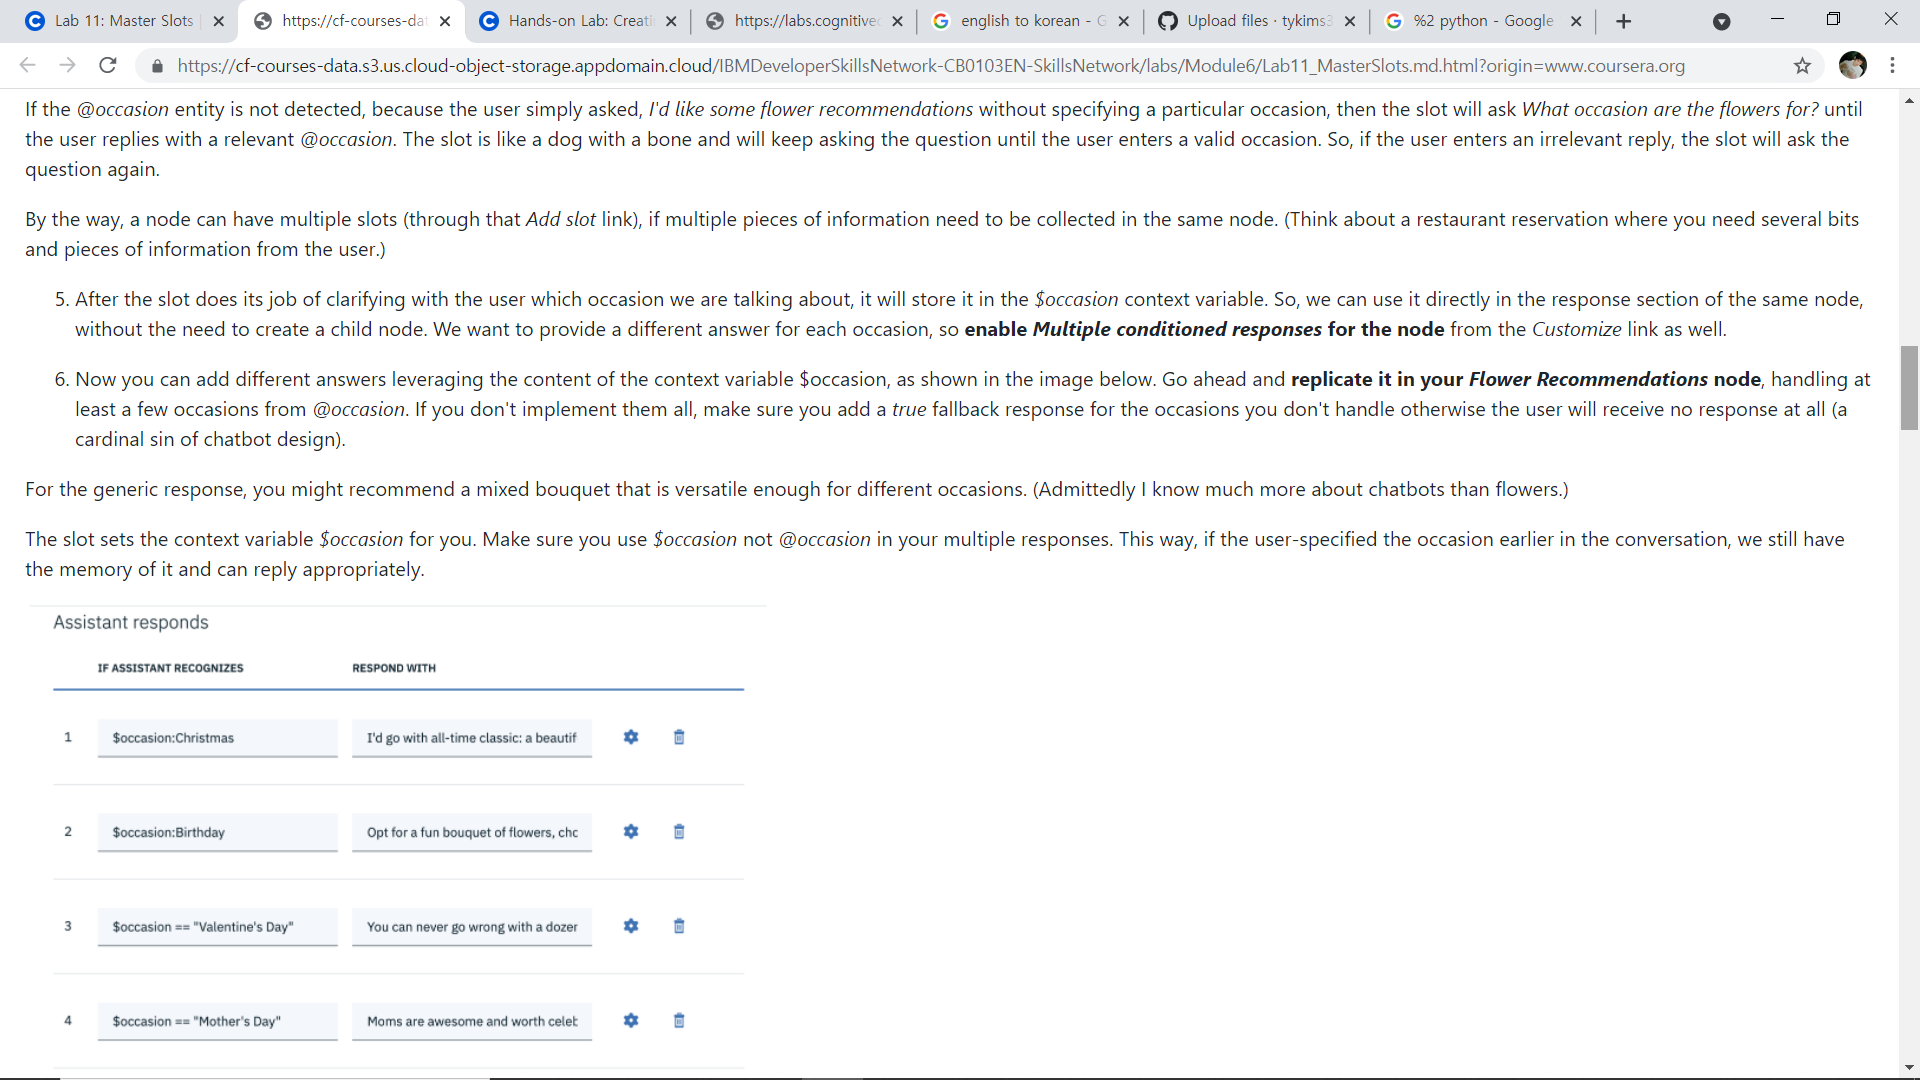 Lab 11: Master Slots
https://cf-courses-dat
Hands-on Lab: Creati
https://labs.cognitivec
english to korean - G
Upload files · tykims3
%2 python - Google
https://cf-courses-data.s3.us.cloud-object-storage.appdomain.cloud/IBMDeveloperSkillsNetwork-CB0103EN-SkillsNetwork/labs/Module6/Lab11_MasterSlots.md.html?origin=www.coursera.org
If the @occasion entity is not detected, because the user simply asked, I'd like some flower recommendations without specifying a particular occasion, then the slot will ask What occasion are the flowers for? until
the user replies with a relevant @occasion. The slot is like a dog with a bone and will keep asking the question until the user enters a valid occasion. So, if the user enters an irrelevant reply, the slot will ask the
question again.
By the way, a node can have multiple slots (through that Add slot link), if multiple pieces of information need to be collected in the same node. (Think about a restaurant reservation where you need several bits
and pieces of information from the user.)
5. After the slot does its job of clarifying with the user which occasion we are talking about, it will store it in the $occasion context variable. So, we can use it directly in the response section of the same node,
without the need to create a child node. We want to provide a different answer for each occasion, so enable Multiple conditioned responses for the node from the Customize link as well.
6. Now you can add different answers leveraging the content of the context variable $occasion, as shown in the image below. Go ahead and replicate it in your Flower Recommendations node, handling at
least a few occasions from @occasion. If you don't implement them all, make sure you add a true fallback response for the occasions you don't handle otherwise the user will receive no response at all (a
cardinal sin of chatbot design).
For the generic response, you might recommend a mixed bouquet that is versatile enough for different occasions. (Admittedly I know much more about chatbots than flowers.)
The slot sets the context variable $occasion for you. Make sure you use $occasion not @occasion in your multiple responses. This way, if the user-specified the occasion earlier in the conversation, we still have
the memory of it and can reply appropriately.
Assistant responds
IF ASSISTANT RECOGNIZES RESPOND WITH
1 $occasion:Christmas I'd go with all-time classic: a beautif
2 $occasion:Birthday Opt for a fun bouquet of flowers, chc
3 $occasion == "Valentine's Day" You can never go wrong with a dozer
4 $occasion == "Mother's Day" Moms are awesome and worth celet